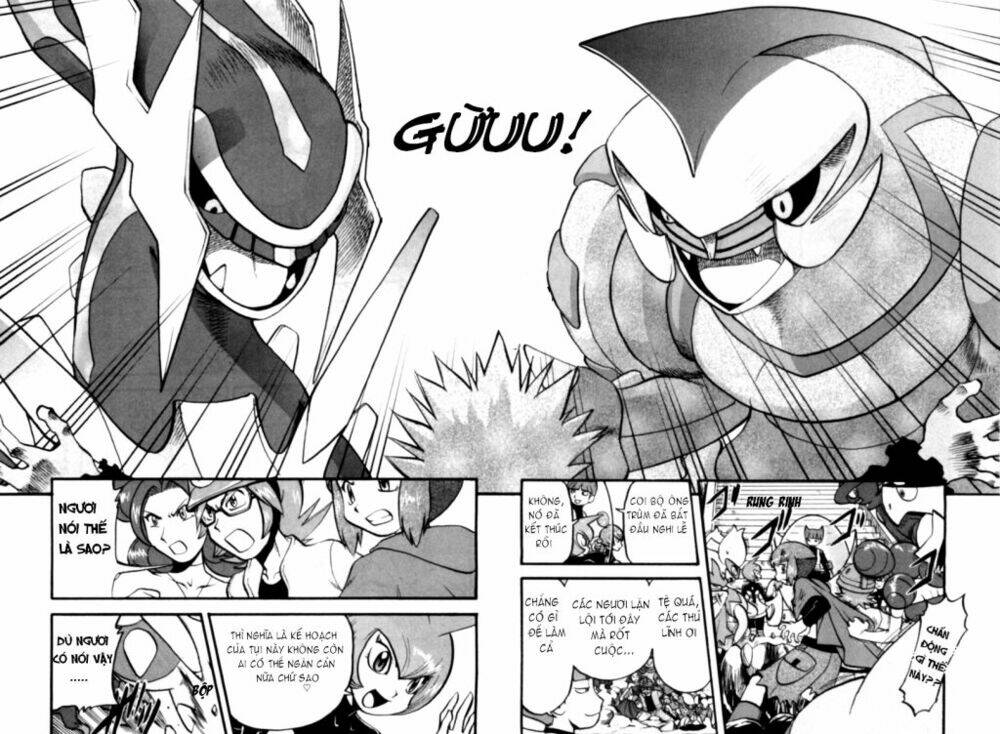 GỪUU!
RUNG RINH
CHẤN
ĐỘNG
GÌ THẾ
NÀY??
COI BỘ ÔNG
TRÙM ĐÃ BẮT
ĐẦU NGHI LỄ
KHÔNG,
NÓ ĐÃ
KẾT THÚC
RỒI
TỆ QUÁ,
CÁC THỦ
LĨNH ƠI
CÁC NGƯƠI LẶN
LỘI TỚI ĐÂY
MÀ RỐT
CUỘC...
CHẲNG
CÓ GÌ
ĐỂ LÀM
CẢ
NGƯƠI
NÓI THẾ
LÀ SAO?
THÌ NGHĨA LÀ KẾ HOẠCH
CỦA TỤI NÀY KHÔNG CÒN
AI CÓ THỂ NGĂN CẢN
NỮA CHỨ SAO
♡
BỘP
DÙ NGƯƠI
CÓ NÓI VẬY
.....